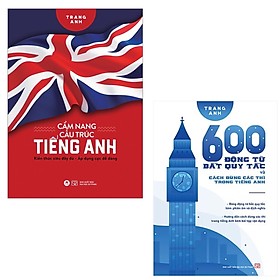 TRANG ANH
CẨM NANG
CẤU TRÚC
TIẾNG ANH
TRANG ANH
600
ĐỘNG TỪ
BẤT QUY TẮC
VÀ
CÁCH DÙNG CÁC THÌ
TRONG TIẾNG ANH